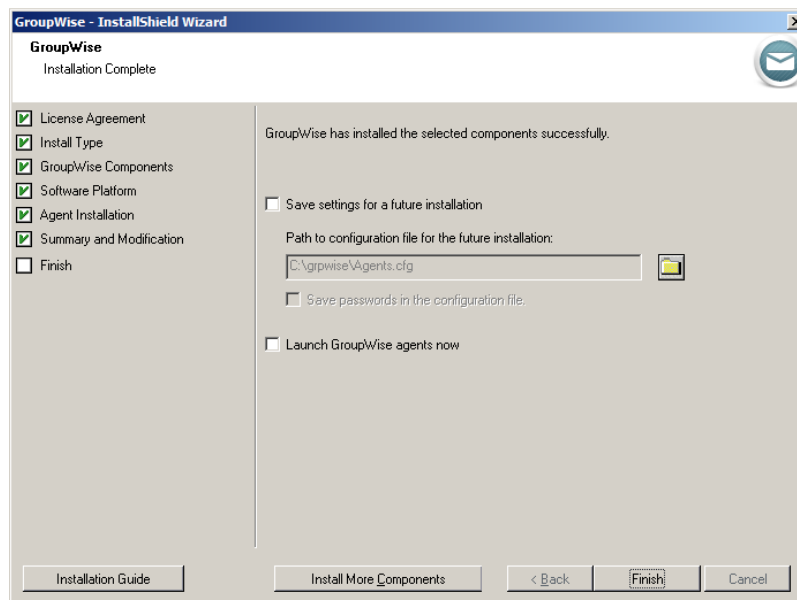 GroupWise - InstallShield Wizard
GroupWise
Installation Complete
License Agreement
Install Type
GroupWise Components
Software Platform
Agent Installation
Summary and Modification
Finish
GroupWise has installed the selected components successfully.
Save settings for a future installation
Path to configuration file for the future installation:
C:\grpwise\Agents.cfg
Save passwords in the configuration file.
Launch GroupWise agents now
Installation Guide
Install More Components
< Back
Finish
Cancel